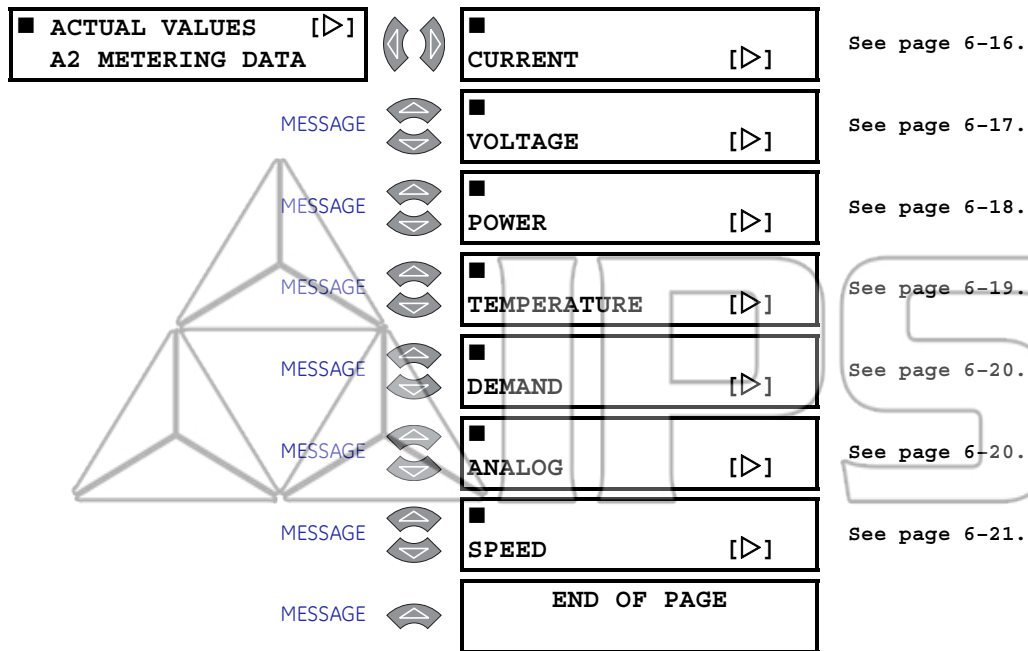 ■ ACTUAL VALUES [▷]
A2 METERING DATA
■
CURRENT [▷]
See page 6-16.
MESSAGE
■
VOLTAGE [▷]
See page 6-17.
MESSAGE
■
POWER [▷]
See page 6-18.
MESSAGE
■
TEMPERATURE [▷]
See page 6-19.
MESSAGE
■
DEMAND [▷]
See page 6-20.
MESSAGE
■
ANALOG [▷]
See page 6-20.
MESSAGE
■
SPEED [▷]
See page 6-21.
MESSAGE
END OF PAGE
IPS